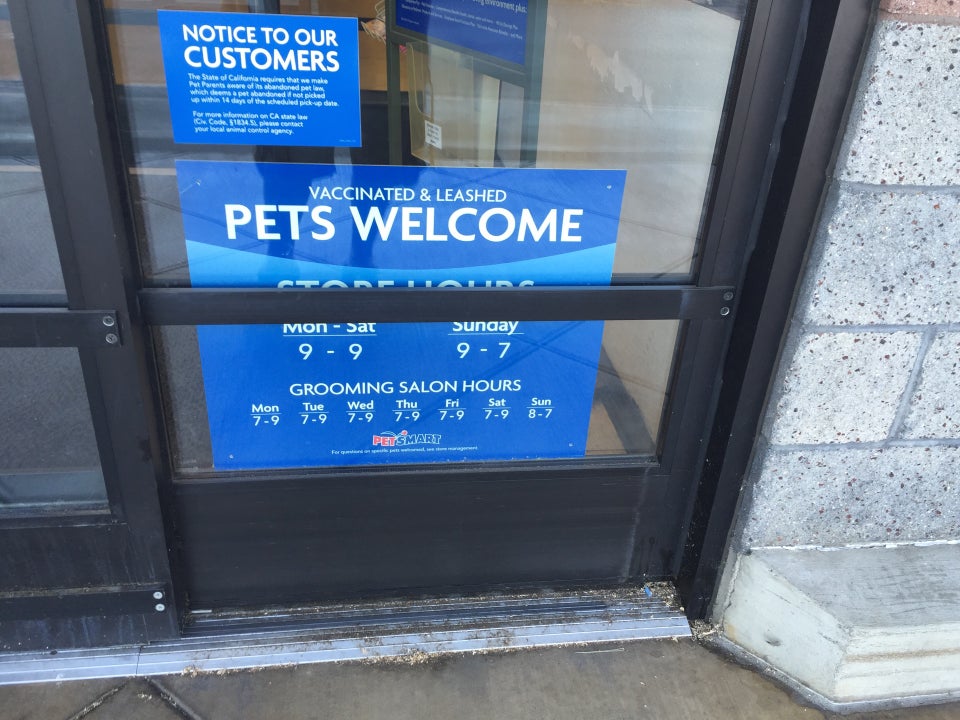 NOTICE TO OUR
CUSTOMERS
The State of California requires that we make
Pet Parents aware of its abandoned pet law,
which deems a pet abandoned if not picked
up within 14 days of the scheduled pick-up date.
For more information on CA state law
(Civ. Code, §1834.5), please contact
your local animal control agency.
environment plus.
VACCINATED & LEASHED
PETS WELCOME
STORE HOURS
Mon - Sat Sunday
9 - 9 9 - 7
GROOMING SALON HOURS
Mon Tue Wed Thu Fri Sat Sun
7-9 7-9 7-9 7-9 7-9 7-9 8-7
PETSMART
For questions on specific pets welcomed, see store management.